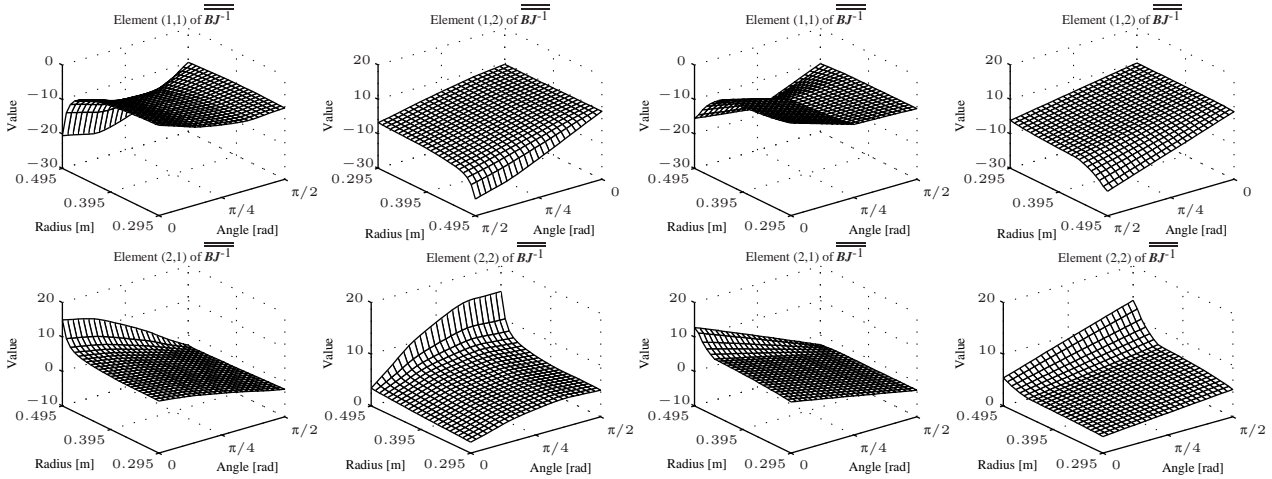 Element (1,1) of BJ-1
0
−10
−20
−30
Value
0.495
0.395
0.295
Radius [m]
0
π/4
π/2
Angle [rad]
Element (1,2) of BJ-1
20
10
−10
−30
Value
0.295
0.395
0.495
Radius [m]
π/2
π/4
0
Angle [rad]
Element (1,1) of BJ-1
0
−10
−20
−30
Value
0.495
0.395
0.295
Radius [m]
0
π/4
π/2
Angle [rad]
Element (1,2) of BJ-1
20
10
−10
−30
Value
0.295
0.395
0.495
Radius [m]
π/2
π/4
0
Angle [rad]
Element (2,1) of BJ-1
20
10
0
−10
Value
0.495
0.395
0.295
Radius [m]
0
π/4
π/2
Angle [rad]
Element (2,2) of BJ-1
20
10
0
Value
0.495
0.395
0.295
Radius [m]
0
π/4
π/2
Angle [rad]
Element (2,1) of BJ-1
20
10
0
−10
Value
0.495
0.395
0.295
Radius [m]
0
π/4
π/2
Angle [rad]
Element (2,2) of BJ-1
20
10
0
Value
0.495
0.395
0.295
Radius [m]
0
π/4
π/2
Angle [rad]